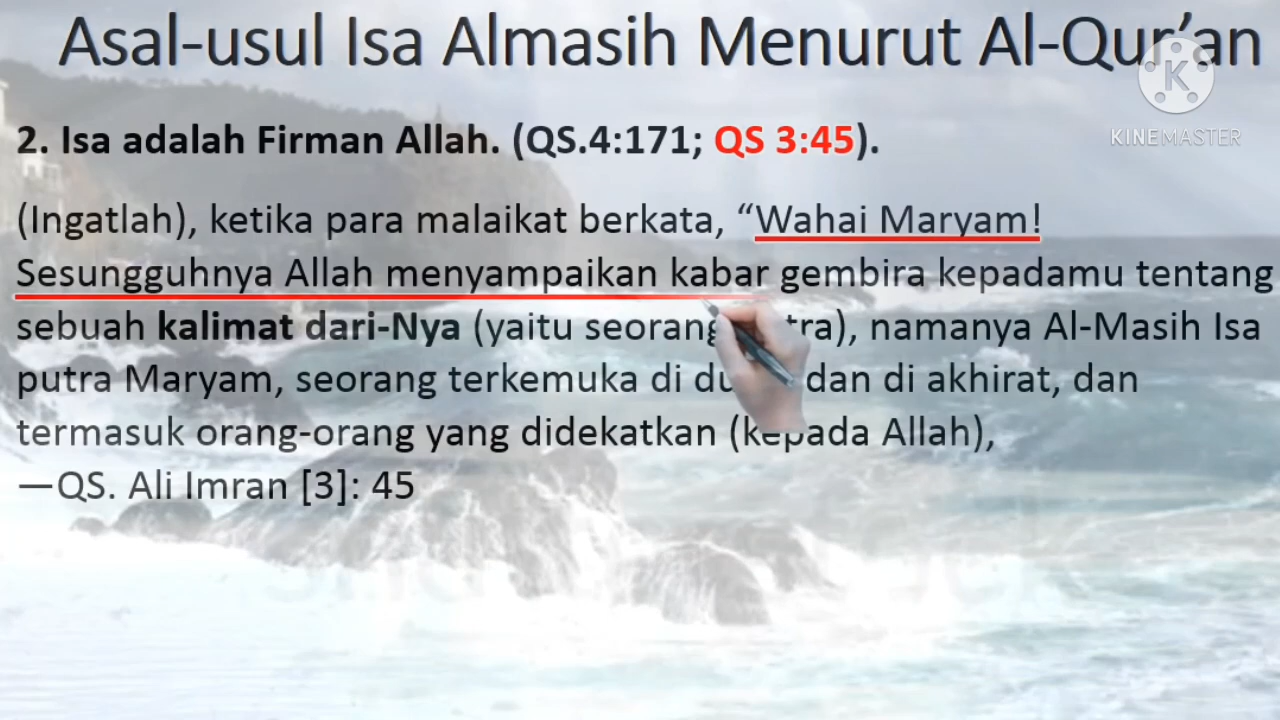 Asal-usul Isa Almasih Menurut Al-Qur’an
KINEMASTER
2. Isa adalah Firman Allah. (QS.4:171; QS 3:45).
(Ingatlah), ketika para malaikat berkata, “Wahai Maryam!
Sesungguhnya Allah menyampaikan kabar gembira kepadamu tentang
sebuah kalimat dari-Nya (yaitu seorang namanya Al-Masih Isa
putra Maryam, seorang terkemuka di dan di akhirat, dan
termasuk orang-orang yang didekatkan (kepada Allah),
—QS. Ali Imran [3]: 45